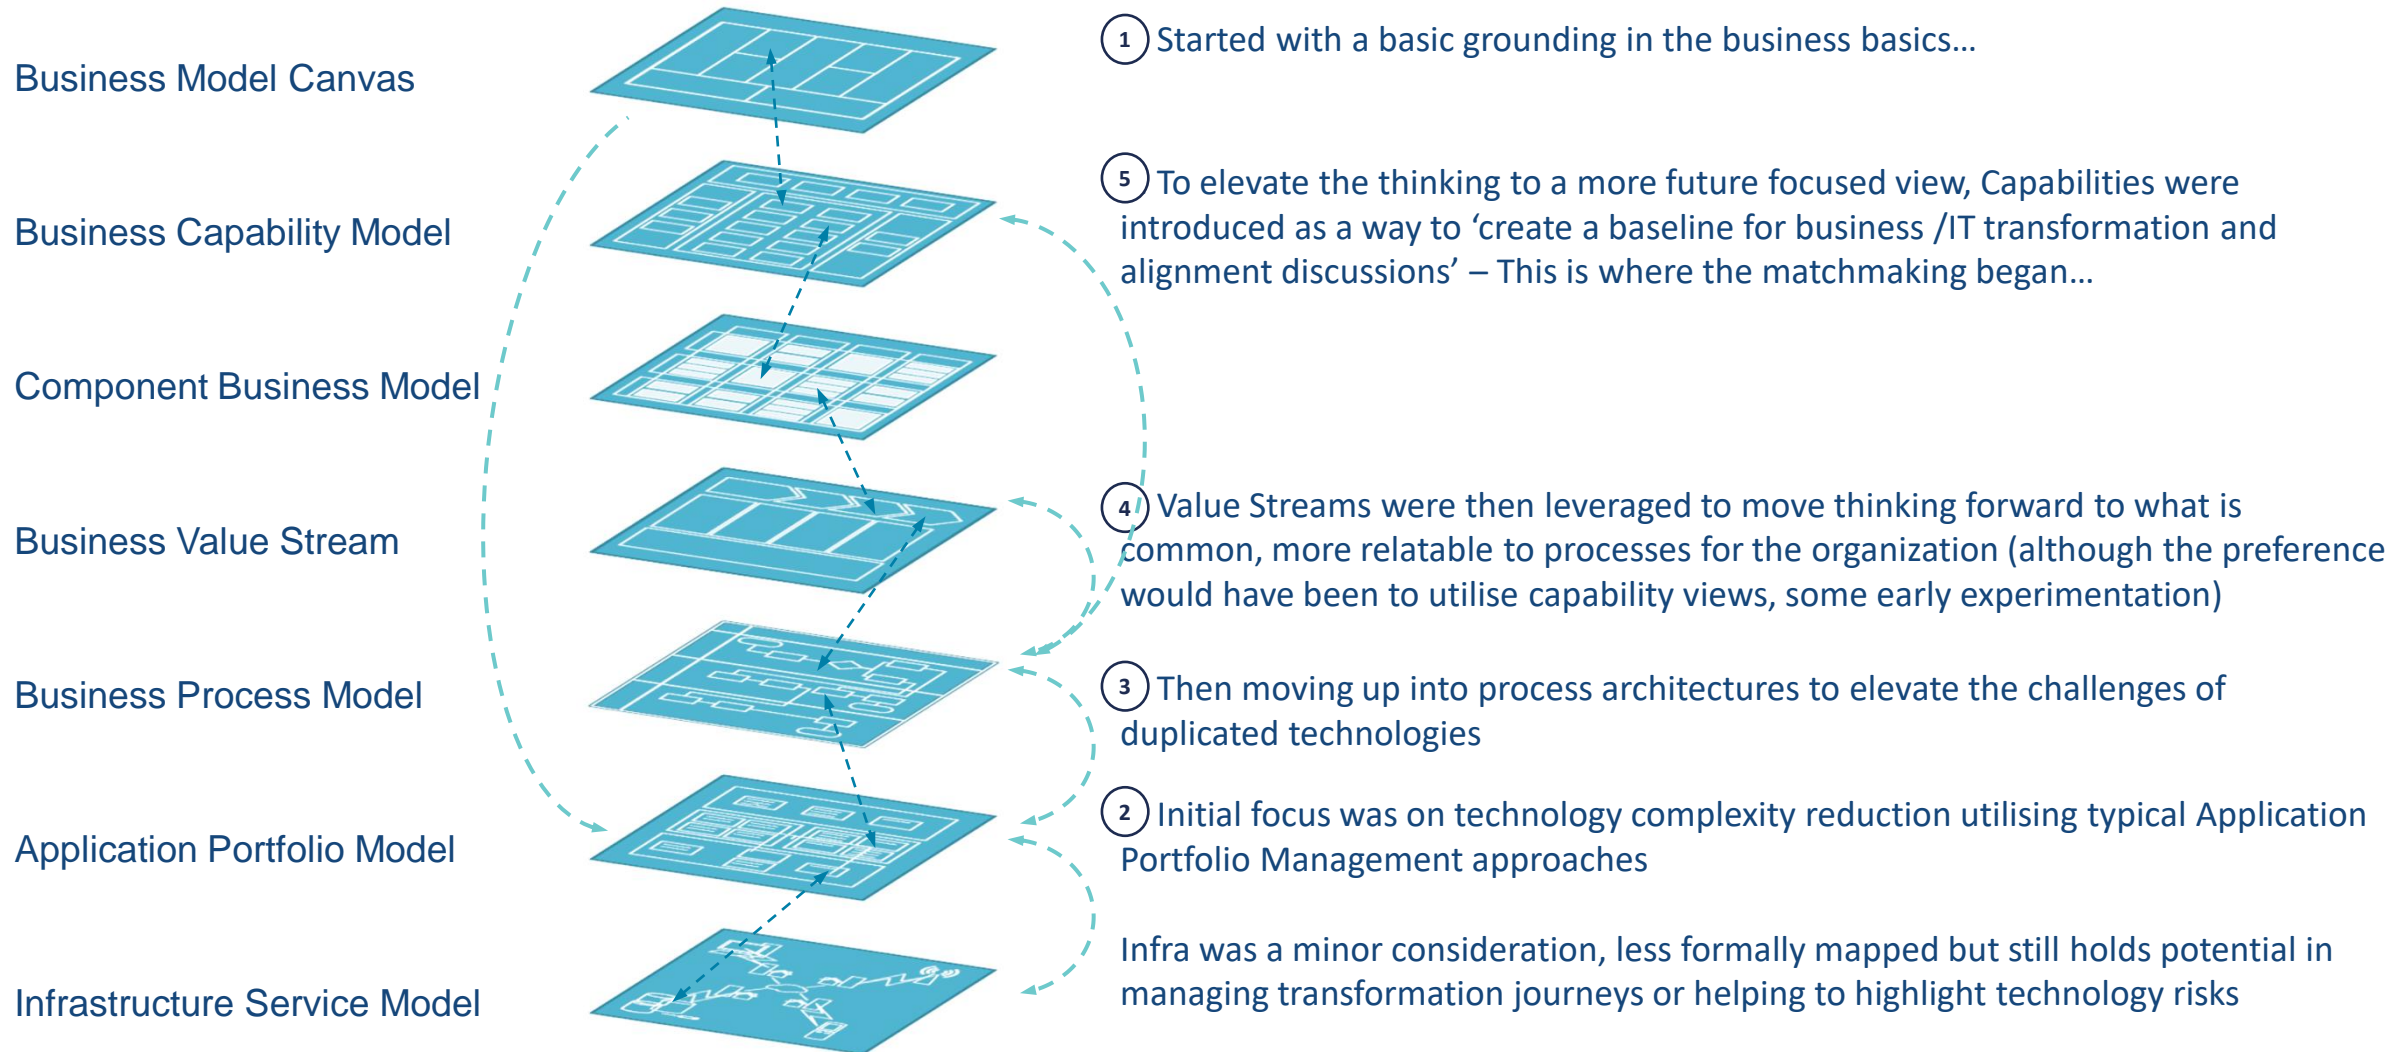 Business Model Canvas
1 Started with a basic grounding in the business basics…
Business Capability Model
5 To elevate the thinking to a more future focused view, Capabilities were
introduced as a way to ‘create a baseline for business /IT transformation and
alignment discussions’ – This is where the matchmaking began…
Component Business Model
Business Value Stream
4 Value Streams were then leveraged to move thinking forward to what is
common, more relatable to processes for the organization (although the preference
would have been to utilise capability views, some early experimentation)
Business Process Model
3 Then moving up into process architectures to elevate the challenges of
duplicated technologies
Application Portfolio Model
2 Initial focus was on technology complexity reduction utilising typical Application
Portfolio Management approaches
Infrastructure Service Model
Infra was a minor consideration, less formally mapped but still holds potential in
managing transformation journeys or helping to highlight technology risks